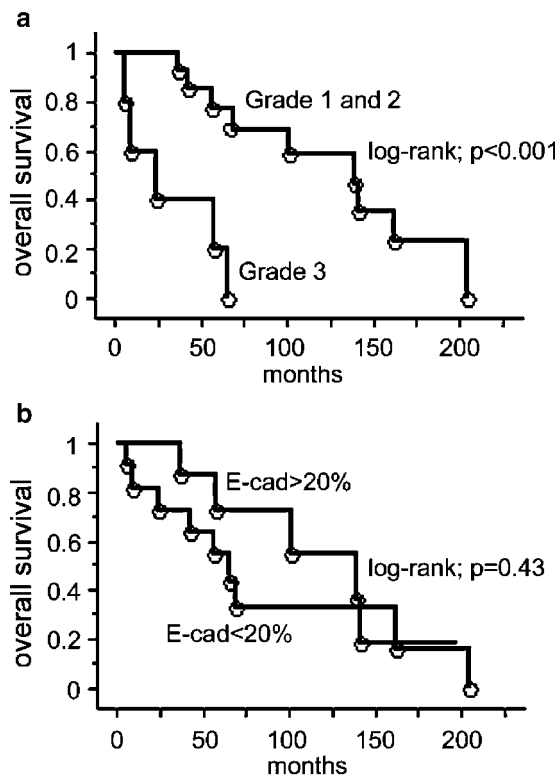 a
overall survival
1
0.8
0.6
0.4
0.2
0
Grade 1 and 2
log-rank; p<0.001
Grade 3
0 50 100 150 200
months
b
overall survival
1
0.8
0.6
0.4
0.2
0
E-cad>20%
log-rank; p=0.43
E-cad<20%
0 50 100 150 200
months